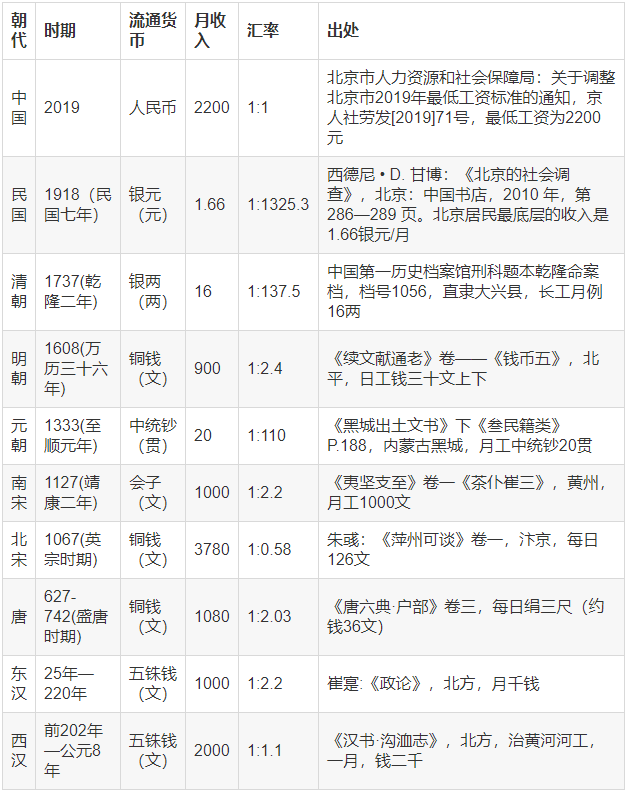 朝代 时期 流通货币 月收入 汇率 出处
中国 2019 人民币 2200 1:1 北京市人力资源和社会保障局：关于调整
北京市2019年最低工资标准的通知，京
人社劳发[2019]71号，最低工资为2200
元
民国 1918（民国七年） 银元（元） 1.66 1:1325.3 西德尼 • D. 甘博：《北京的社会调
查》，北京：中国书店，2010 年，第
286—289 页。北京居民最底层的收入是
1.66银元/月
清朝 1737(乾隆二年) 银两（两） 16 1:137.5 中国第一历史档案馆刑科题本乾隆命案
档，档号1056，直隶大兴县，长工月例
16两
明朝 1608(万历三十六年) 铜钱（文） 900 1:2.4 《续文献通老》卷——《钱币五》，北
平，日工钱三十文上下
元朝 1333(至顺元年) 中统钞（贯） 20 1:110 《黑城出土文书》下《叁民籍类》
P.188，内蒙古黑城，月工中统钞20贯
南宋 1127(靖康二年) 会子（文） 1000 1:2.2 《夷坚支至》卷一《茶仆崔三》，黄州，
月工1000文
北宋 1067(英宗时期) 铜钱（文） 3780 1:0.58 朱彧：《萍州可谈》卷一，汴京，每日
126文
唐 627-742(盛唐时期) 铜钱（文） 1080 1:2.03 《唐六典·户部》卷三，每日绢三尺（约
钱36文）
东汉 25年—220年 五铢钱（文） 1000 1:2.2 崔寔:《政论》，北方，月千钱
西汉 前202年—公元8年 五铢钱（文） 2000 1:1.1 《汉书·沟洫志》，北方，治黄河河工，
一月，钱二千